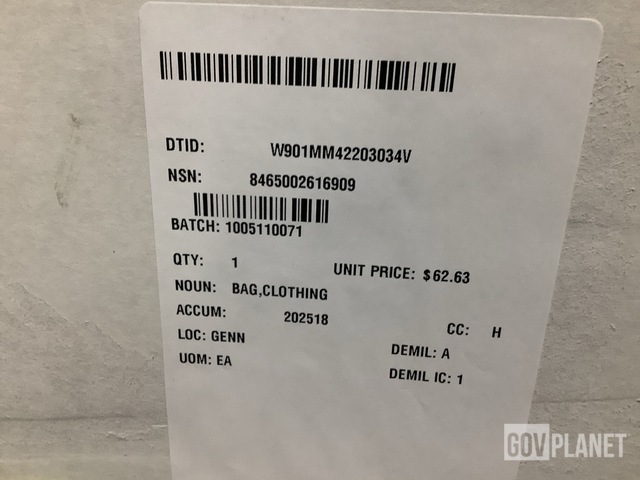 DTID: W901MM42203034V
NSN: 8465002616909
BATCH: 1005110071
QTY: 1 UNIT PRICE: $62.63
NOUN: BAG,CLOTHING
ACCUM: 202518 CC: H
LOC: GENN DEMIL: A
UOM: EA DEMIL IC: 1
GOVPLANET